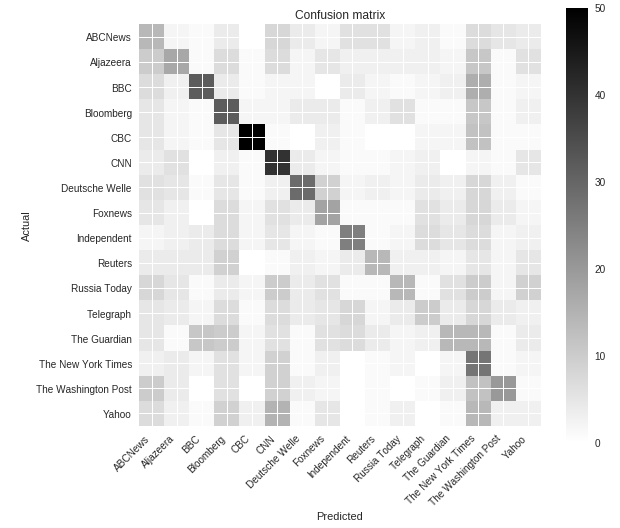 Confusion matrix
Actual
ABCNews
Aljazeera
BBC
Bloomberg
CBC
CNN
Deutsche Welle
Foxnews
Independent
Reuters
Russia Today
Telegraph
The Guardian
The New York Times
The Washington Post
Yahoo
ABCNews
Aljazeera
BBC
Bloomberg
CBC
CNN
Deutsche Welle
Foxnews
Independent
Reuters
Russia Today
Telegraph
The Guardian
The New York Times
The Washington Post
Yahoo
Predicted
50
40
30
20
10
0